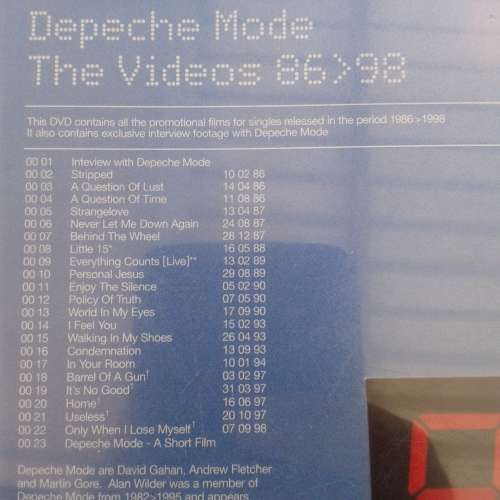 Depeche Mode
The Videos 86>98
This DVD contains all the promotional films for singles released in the period 1986>1998
It also contains exclusive interview footage with Depeche Mode
00 01 Inteview with Depeche Mode
00 02 Stripped 10 02 86
00 03 A Question Of Lust 14 04 86
00 04 A Question Of Time 11 08 86
00 05 Strangelove 13 04 87
00 06 Never Let Me Down Again 24 08 87
00 07 Behind The Wheel 28 12 87
00 08 Little 15* 16 05 88
00 09 Everything Counts [Live]** 13 02 89
00 10 Personal Jesus 29 08 89
00 11 Enjoy The Silence 05 02 90
00 12 Policy Of Truth 07 05 90
00 13 World In My Eyes 17 09 90
00 14 I Feel You 15 02 93
00 15 Walking In My Shoes 26 04 93
00 16 Condemnation 13 09 93
00 17 In Your Room 10 01 94
00 18 Barrel Of A Gun† 03 02 97
00 19 It's No Good† 31 03 97
00 20 Home† 16 06 97
00 21 Useless† 20 10 97
00 22 Only When I Lose Myself† 07 09 98
00 23 Depeche Mode - A Short Film
Depeche Mode are David Gahan, Andrew Fletcher
and Martin Gore. Alan Wilder was a member of
Depeche Mode from 1982>1995 and appears